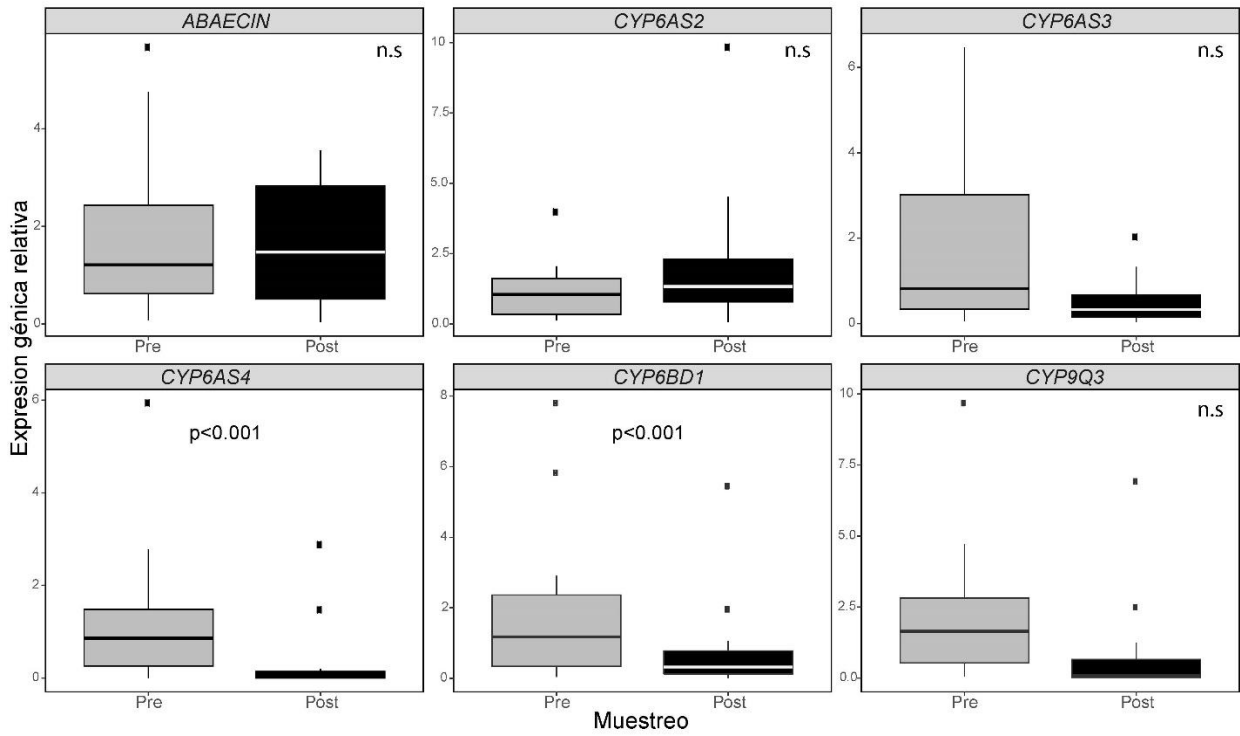 Expresion génica relativa
ABAECIN
n.s
4
2
0
Pre
Post
CYP6AS2
n.s
10
7.5
5.0
2.5
0.0
Pre
Post
CYP6AS3
n.s
6
4
2
0
Pre
Post
CYP6AS4
p<0.001
6
4
2
0
Pre
Post
CYP6BD1
p<0.001
8
6
4
2
0
Pre
Post
CYP9Q3
n.s
10
7.5
5.0
2.5
0.0
Pre
Post
Muestreo